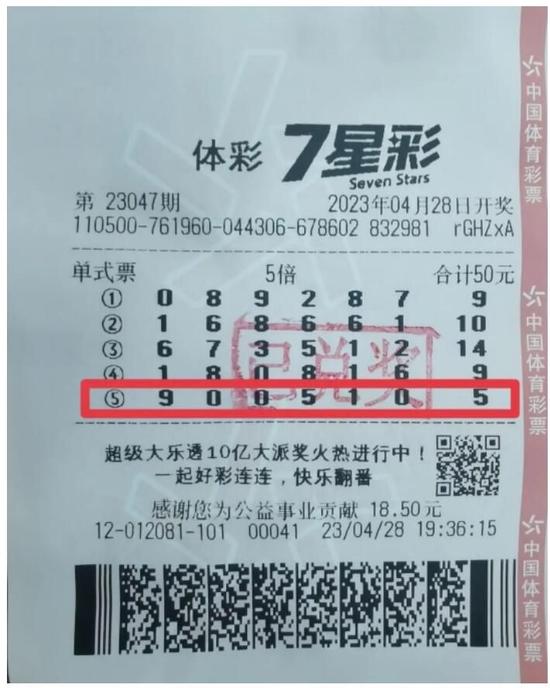 体彩 7星彩
Seven Stars
第 23047期 2023年04月28日开奖
110500-761960-044306-678602 832981 rGHZxA
单式票 5倍 合计50元
① 0 8 9 2 8 7 9
② 1 6 8 6 6 1 10
③ 6 7 3 5 1 2 14
④ 1 8 0 8 1 6 9
⑤ 9 0 0 5 1 0 5
已兑奖
超级大乐透10亿大派奖火热进行中！
一起好彩连连，快乐翻番
感谢您为公益事业贡献 18.50元
12-012081-101 00041 23/04/28 19:36:15
中国体育彩票
中国体育彩票
中国体育彩票